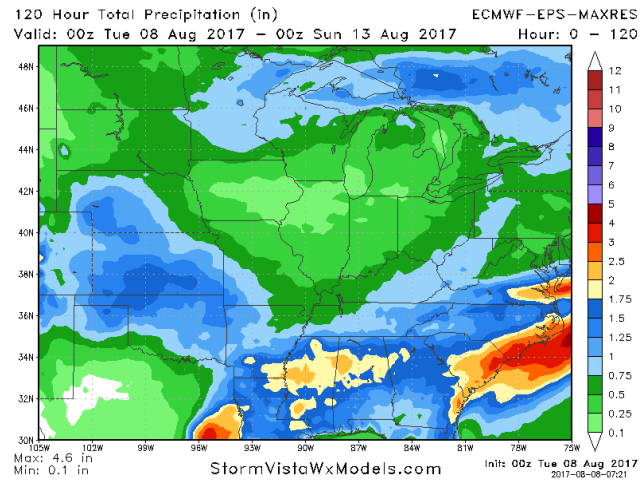 120 Hour Total Precipitation (in) ECMWF-EPS-MAXRES
Valid: 00z Tue 08 Aug 2017 - 00z Sun 13 Aug 2017 Hour: 0 - 120
48N
46N
44N
42N
40N
38N
36N
34N
32N
30N
105W 102W 99W 96W 93W 90W 87W 84W 81W 78W 75W
12
11
10
9
8
7
6
5
4
3
2.5
2
1.75
1.5
1.25
1
0.75
0.5
0.25
0.1
Max: 4.6 in
Min: 0.1 in
StormVistaWxModels.com
Init: 00z Tue 08 Aug 2017
2017-08-08-07:21